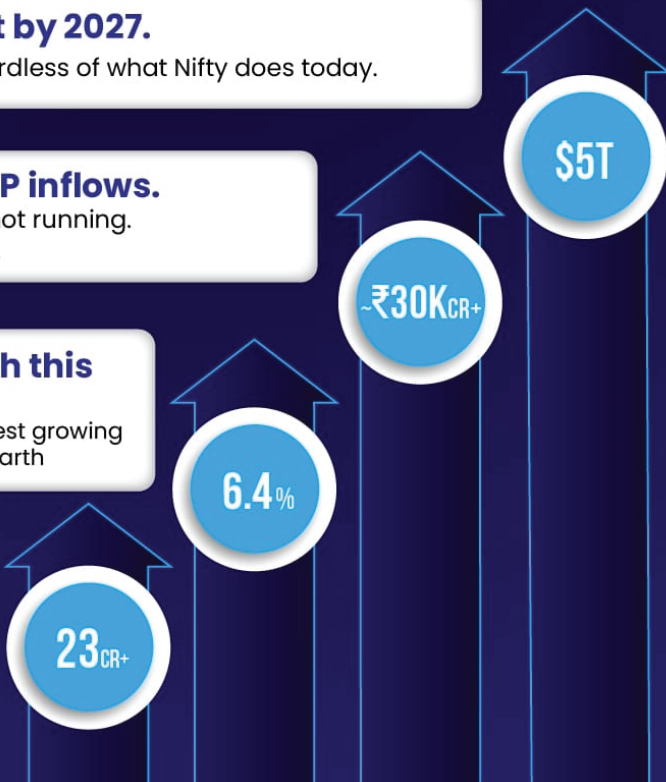 t by 2027.
rdless of what Nifty does today.
$5T
P inflows.
ot running.
~₹30KCR+
h this
est growing
arth
6.4%
23CR+